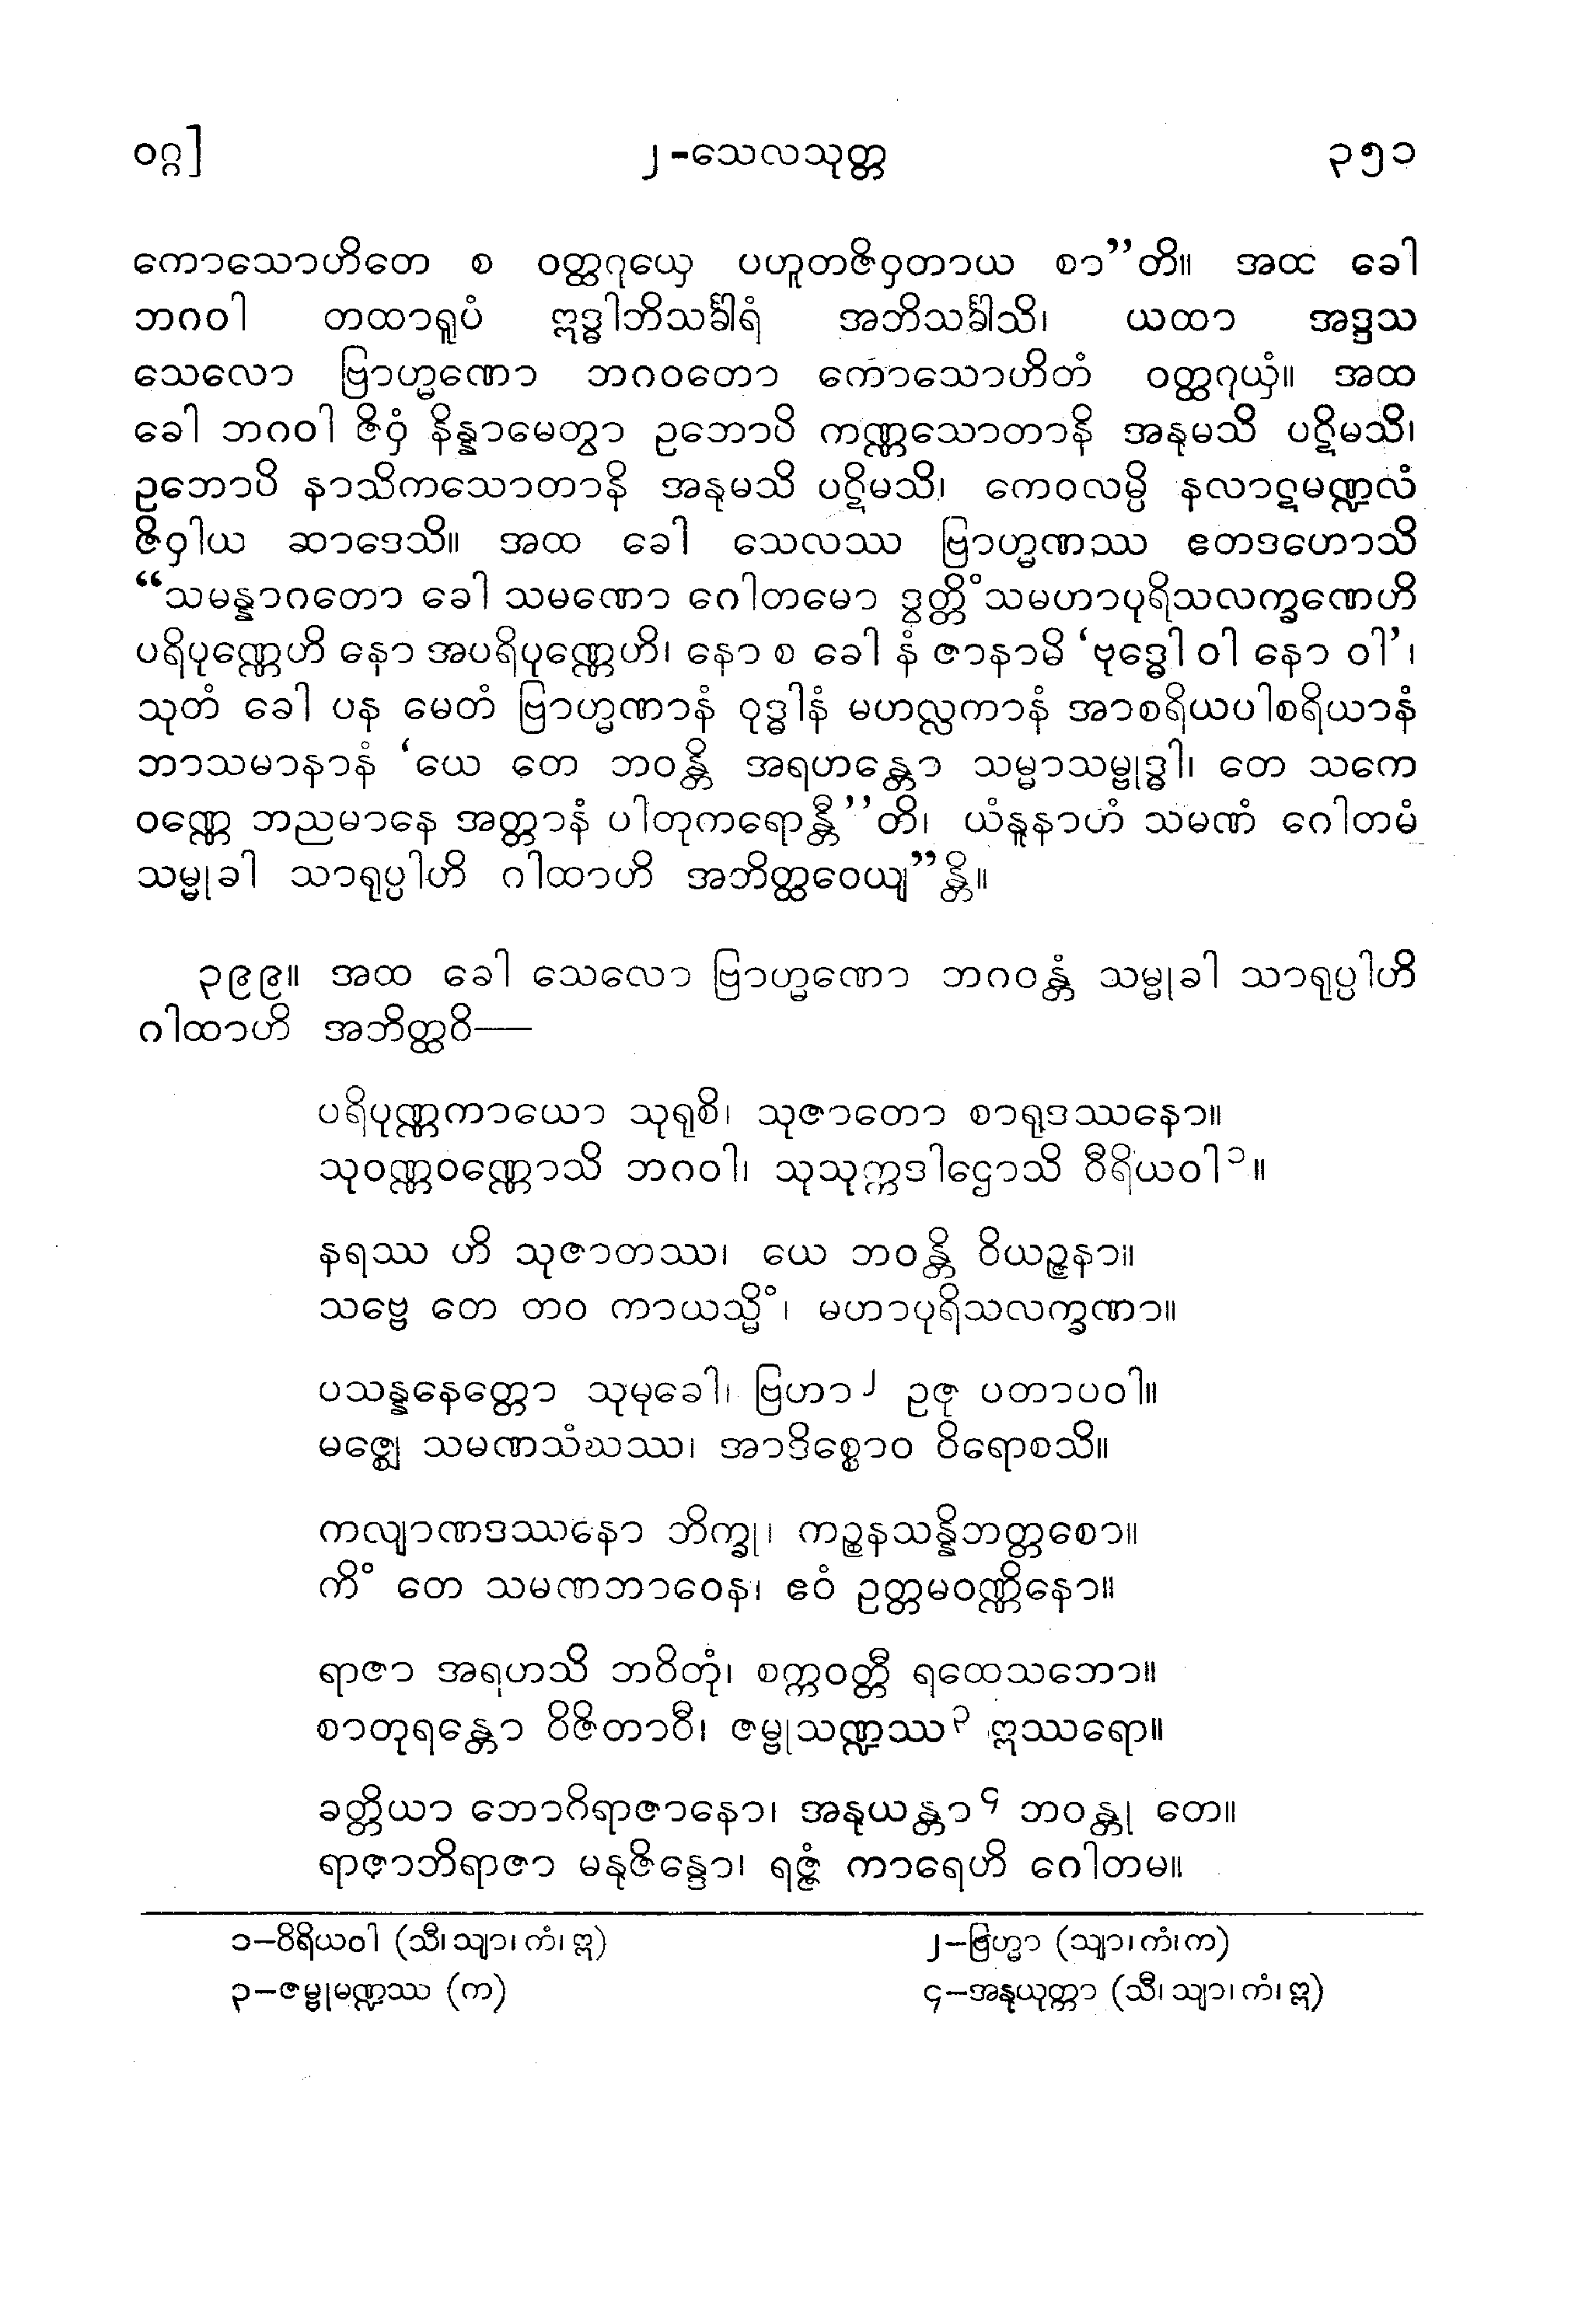 ဝဂ္ဂ]
၂-သေလသုတ္တ
၃၅၁
ကောသောဟိတေ စ ဝတ္ထဂုယှေ ပဟူတဇိဝှတာယ စာ”တိ။ အထ ခေါ
ဘဂဝါ တထာရူပံ ဣဒ္ဓါဘိသင်္ခါရံ အဘိသင်္ခါသိ၊ ယထာ အဒ္ဒသ
သေလော ဗြာဟ္မဏော ဘဂဝတော ကောသောဟိတံ ဝတ္ထဂုယှံ။ အထ
ခေါ ဘဂဝါ ဇိဝှံ နိန္နာမေတွာ ဥဘောပိ ကဏ္ဏသောတာနိ အနုမသိ ပဋိမသိ၊
ဥဘောပိ နာသိကသောတာနိ အနုမသိ ပဋိမသိ၊ ကေဝလမ္ပိ နလာဋမဏ္ဍလံ
ဇိဝှါယ ဆာဒေသိ။ အထ ခေါ သေလဿ ဗြာဟ္မဏဿ ဧတဒဟောသိ
“သမန္နာဂတော ခေါ သမဏော ဂေါတမော ဒွတ္တိံသမဟာပုရိသလက္ခဏေဟိ
ပရိပုဏ္ဏေဟိ နော အပရိပုဏ္ဏေဟိ၊ နော စ ခေါ နံ ဇာနာမိ ‘ဗုဒ္ဓေါ ဝါ နော ဝါ’၊
သုတံ ခေါ ပန မေတံ ဗြာဟ္မဏာနံ ဝုဒ္ဓါနံ မဟလ္လကာနံ အာစရိယပါစရိယာနံ
ဘာသမာနာနံ ‘ယေ တေ ဘဝန္တိ အရဟန္တော သမ္မာသမ္ဗုဒ္ဓါ၊ တေ သကေ
ဝဏ္ဏေ ဘညမာနေ အတ္တာနံ ပါတုကရောန္တီ’’တိ၊ ယံနူနာဟံ သမဏံ ဂေါတမံ
သမ္မုခါ သာရုပ္ပါဟိ ဂါထာဟိ အဘိတ္ထဝေယျ”န္တိ။
၃၉၉။ အထ ခေါ သေလော ဗြာဟ္မဏော ဘဂဝန္တံ သမ္မုခါ သာရုပ္ပါဟိ
ဂါထာဟိ အဘိတ္ထဝိ—
ပရိပုဏ္ဏကာယော သုရုစိ၊ သုဇာတော စာရုဒဿနော။
သုဝဏ္ဏဝဏ္ဏောသိ ဘဂဝါ၊ သုသုက္ကဒါဌောသိ ဝီရိယဝါ၁။
နရဿ ဟိ သုဇာတဿ၊ ယေ ဘဝန္တိ ဝိယဉ္ဇနာ။
သဗ္ဗေ တေ တဝ ကာယသ္မိံ၊ မဟာပုရိသလက္ခဏာ။
ပသန္နနေတ္တော သုမုခေါ၊ ဗြဟာ၂ ဥဇု ပတာပဝါ။
မဇ္ဈေ သမဏသံဃဿ၊ အာဒိစ္စောဝ ဝိရောစသိ။
ကလျာဏဒဿနော ဘိက္ခု၊ ကဉ္စနသန္နိဘတ္တစော။
ကိံ တေ သမဏဘာဝေန၊ ဧဝံ ဥတ္တမဝဏ္ဏိနော။
ရာဇာ အရဟသိ ဘဝိတုံ၊ စက္ကဝတ္တီ ရထေသဘော။
စာတုရန္တော ဝိဇိတာဝီ၊ ဇမ္ဗုသဏ္ဍဿ၃ ဣဿရော။
ခတ္တိယာ ဘောဂိရာဇာနော၊ အနုယန္တာ၄ ဘဝန္တု တေ။
ရာဇာဘိရာဇာ မနုဇိန္ဒော၊ ရဇ္ဇံ ကာရေဟိ ဂေါတမ။
၁–ဝိရိယဝါ (သီ၊ သျာ၊ ကံ၊ ဣ)
၂–ဗြဟ္မာ (သျာ၊ ကံ၊ က)
၃–ဇမ္ဗုမဏ္ဍဿ (က)
၄–အနုယုတ္တာ (သီ၊ သျာ၊ ကံ၊ ဣ)